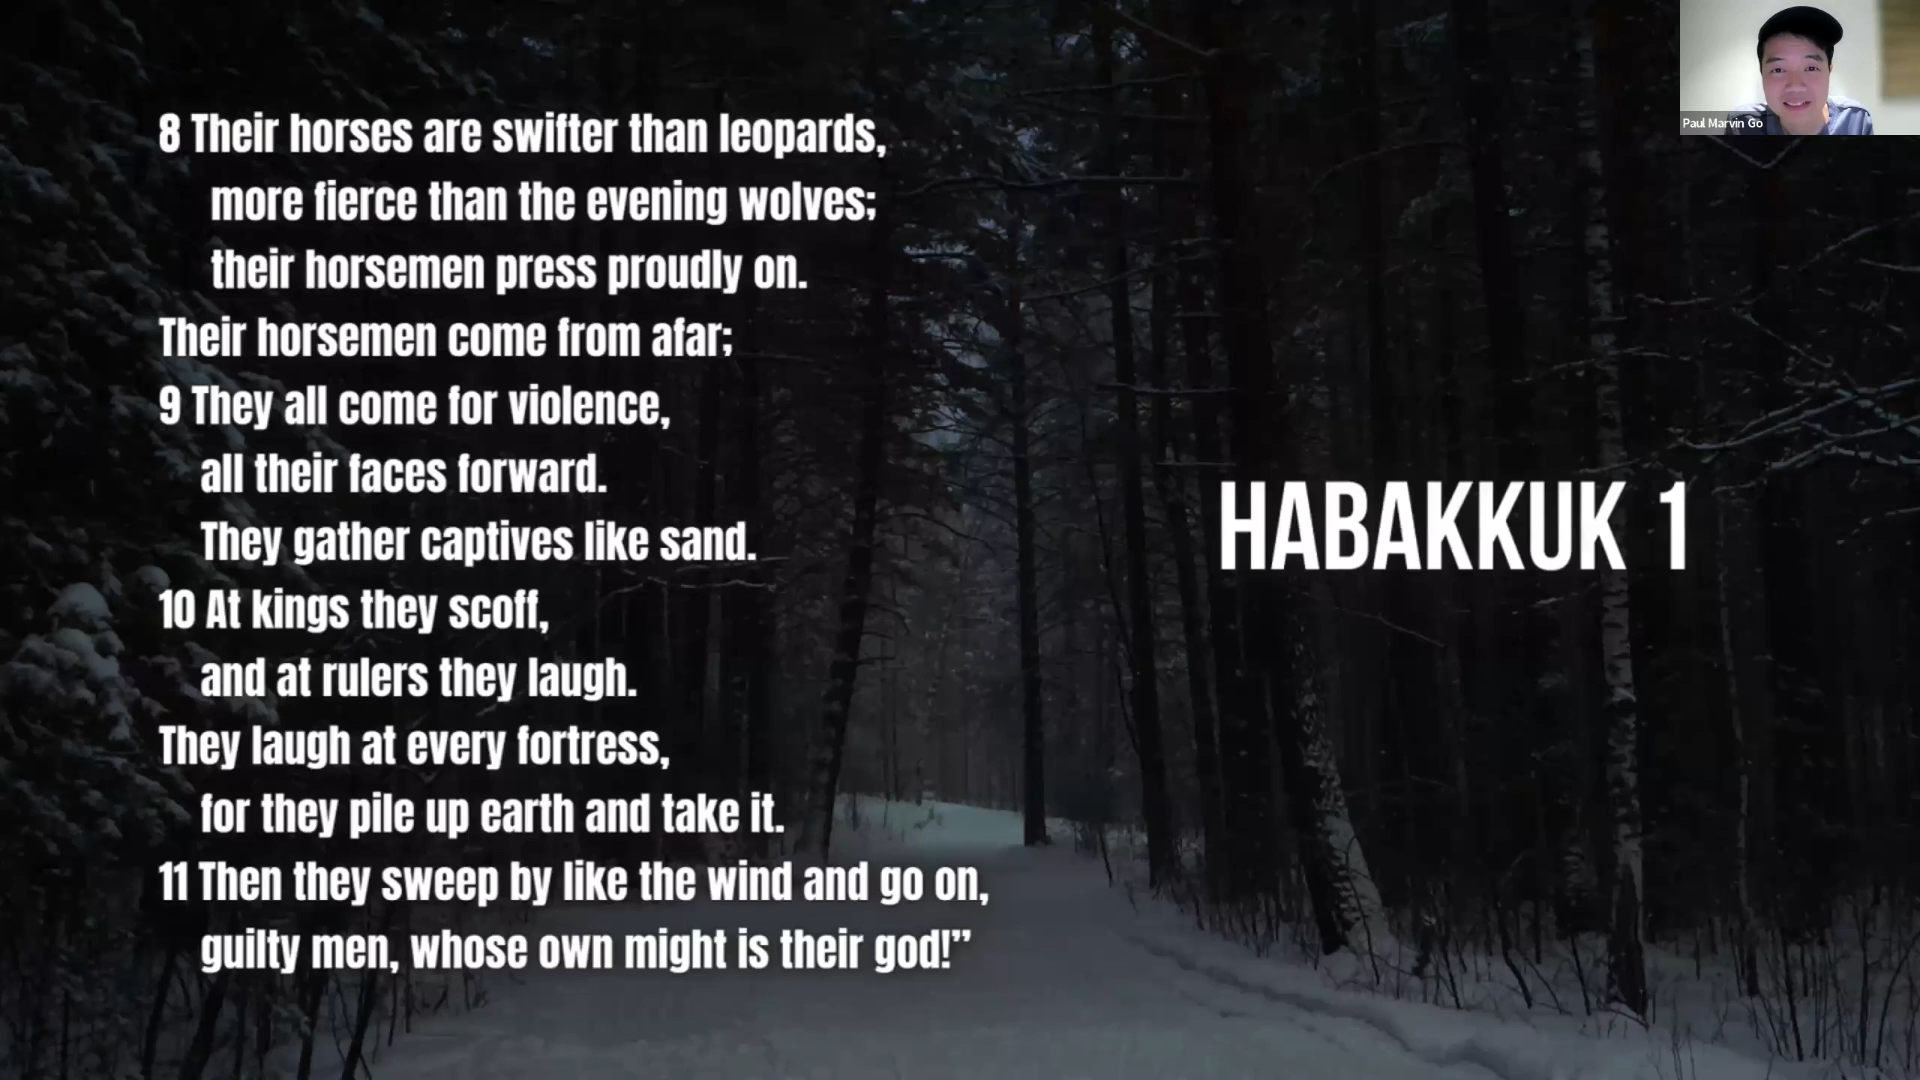 8 Their horses are swifter than leopards,
more fierce than the evening wolves;
their horsemen press proudly on.
Their horsemen come from afar;
9 They all come for violence,
all their faces forward.
They gather captives like sand.
10 At kings they scoff,
and at rulers they laugh.
They laugh at every fortress,
for they pile up earth and take it.
11 Then they sweep by like the wind and go on,
guilty men, whose own might is their god!”
HABAKKUK 1
Paul Marvin Go